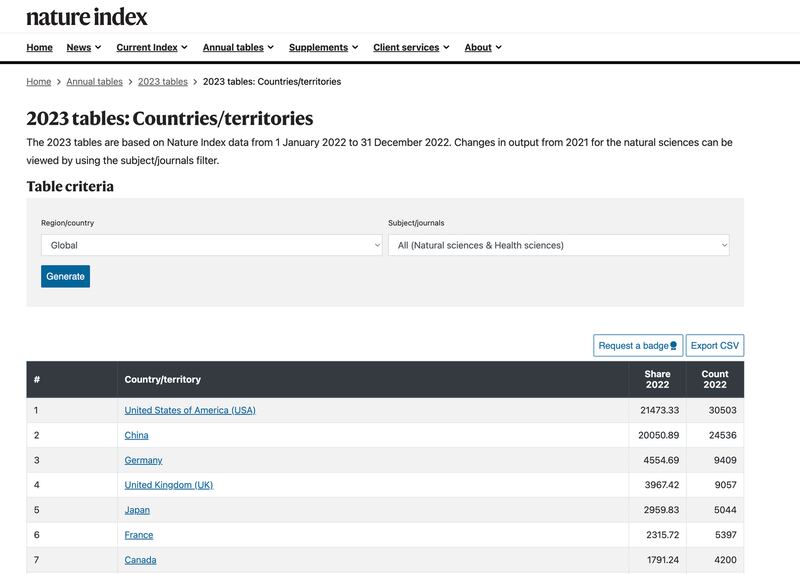 nature index
Home News Current Index Annual tables Supplements Client services About
Home > Annual tables > 2023 tables > 2023 tables: Countries/territories
2023 tables: Countries/territories
The 2023 tables are based on Nature Index data from 1 January 2022 to 31 December 2022. Changes in output from 2021 for the natural sciences can be
viewed by using the subject/journals filter.
Table criteria
Region/country Subject/journals
Global All (Natural sciences & Health sciences)
Generate
Request a badge Export CSV
# Country/territory Share 2022 Count 2022
1 United States of America (USA) 21473.33 30503
2 China 20050.89 24536
3 Germany 4554.69 9409
4 United Kingdom (UK) 3967.42 9057
5 Japan 2959.83 5044
6 France 2315.72 5397
7 Canada 1791.24 4200